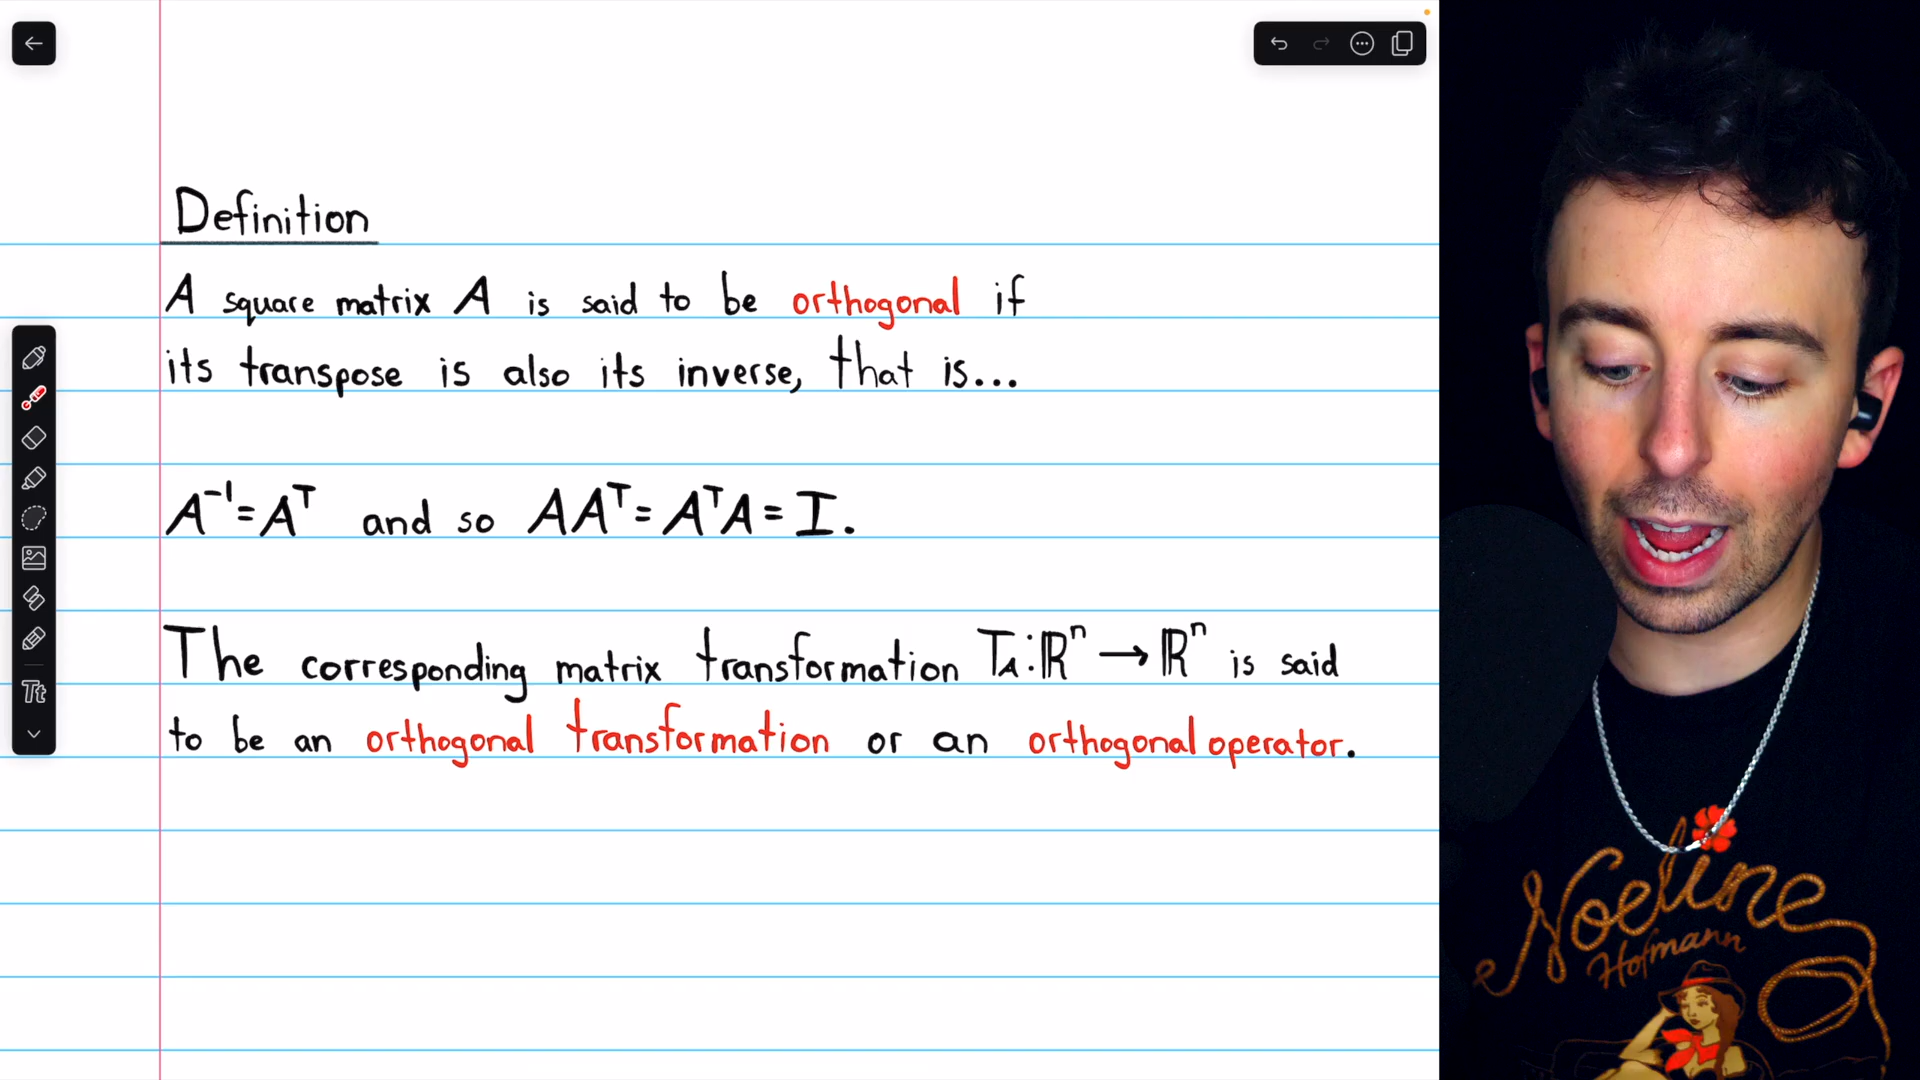 Definition
A square matrix A is said to be orthogonal if
its transpose is also its inverse, that is...
A⁻¹=Aᵀ and so AAᵀ=AᵀA=I.
The corresponding matrix transformation T_A:ℝⁿ→ℝⁿ is said
to be an orthogonal transformation or an orthogonal operator.
Tt
Noeline
Hofmann